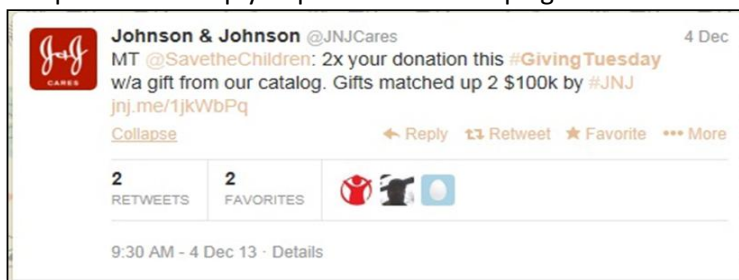 Johnson & Johnson @JNJCares 4 Dec
MT @SavetheChildren: 2x your donation this #GivingTuesday
w/a gift from our catalog. Gifts matched up 2 $100k by #JNJ
jnj.me/1jkWbPq
Collapse Reply Retweet Favorite More
2 2
RETWEETS FAVORITES
9:30 AM - 4 Dec 13 · Details
J&J
CARES